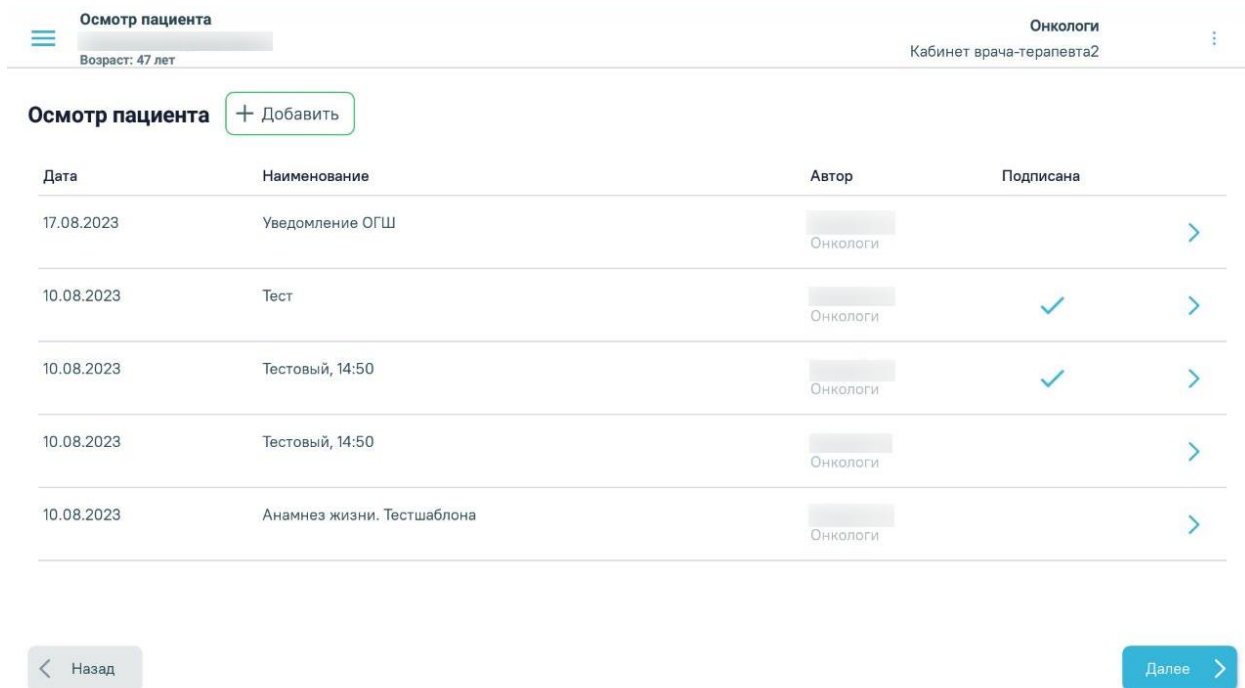 Осмотр пациента
Онкологи
Кабинет врача-терапевта2
Возраст: 47 лет
Осмотр пациента
+ Добавить
Дата Наименование Автор Подписана
17.08.2023 Уведомление ОГШ
Онкологи
10.08.2023 Тест
Онкологи
10.08.2023 Тестовый, 14:50
Онкологи
10.08.2023 Тестовый, 14:50
Онкологи
10.08.2023 Анамнез жизни. Тестшаблона
Онкологи
Назад
Далее